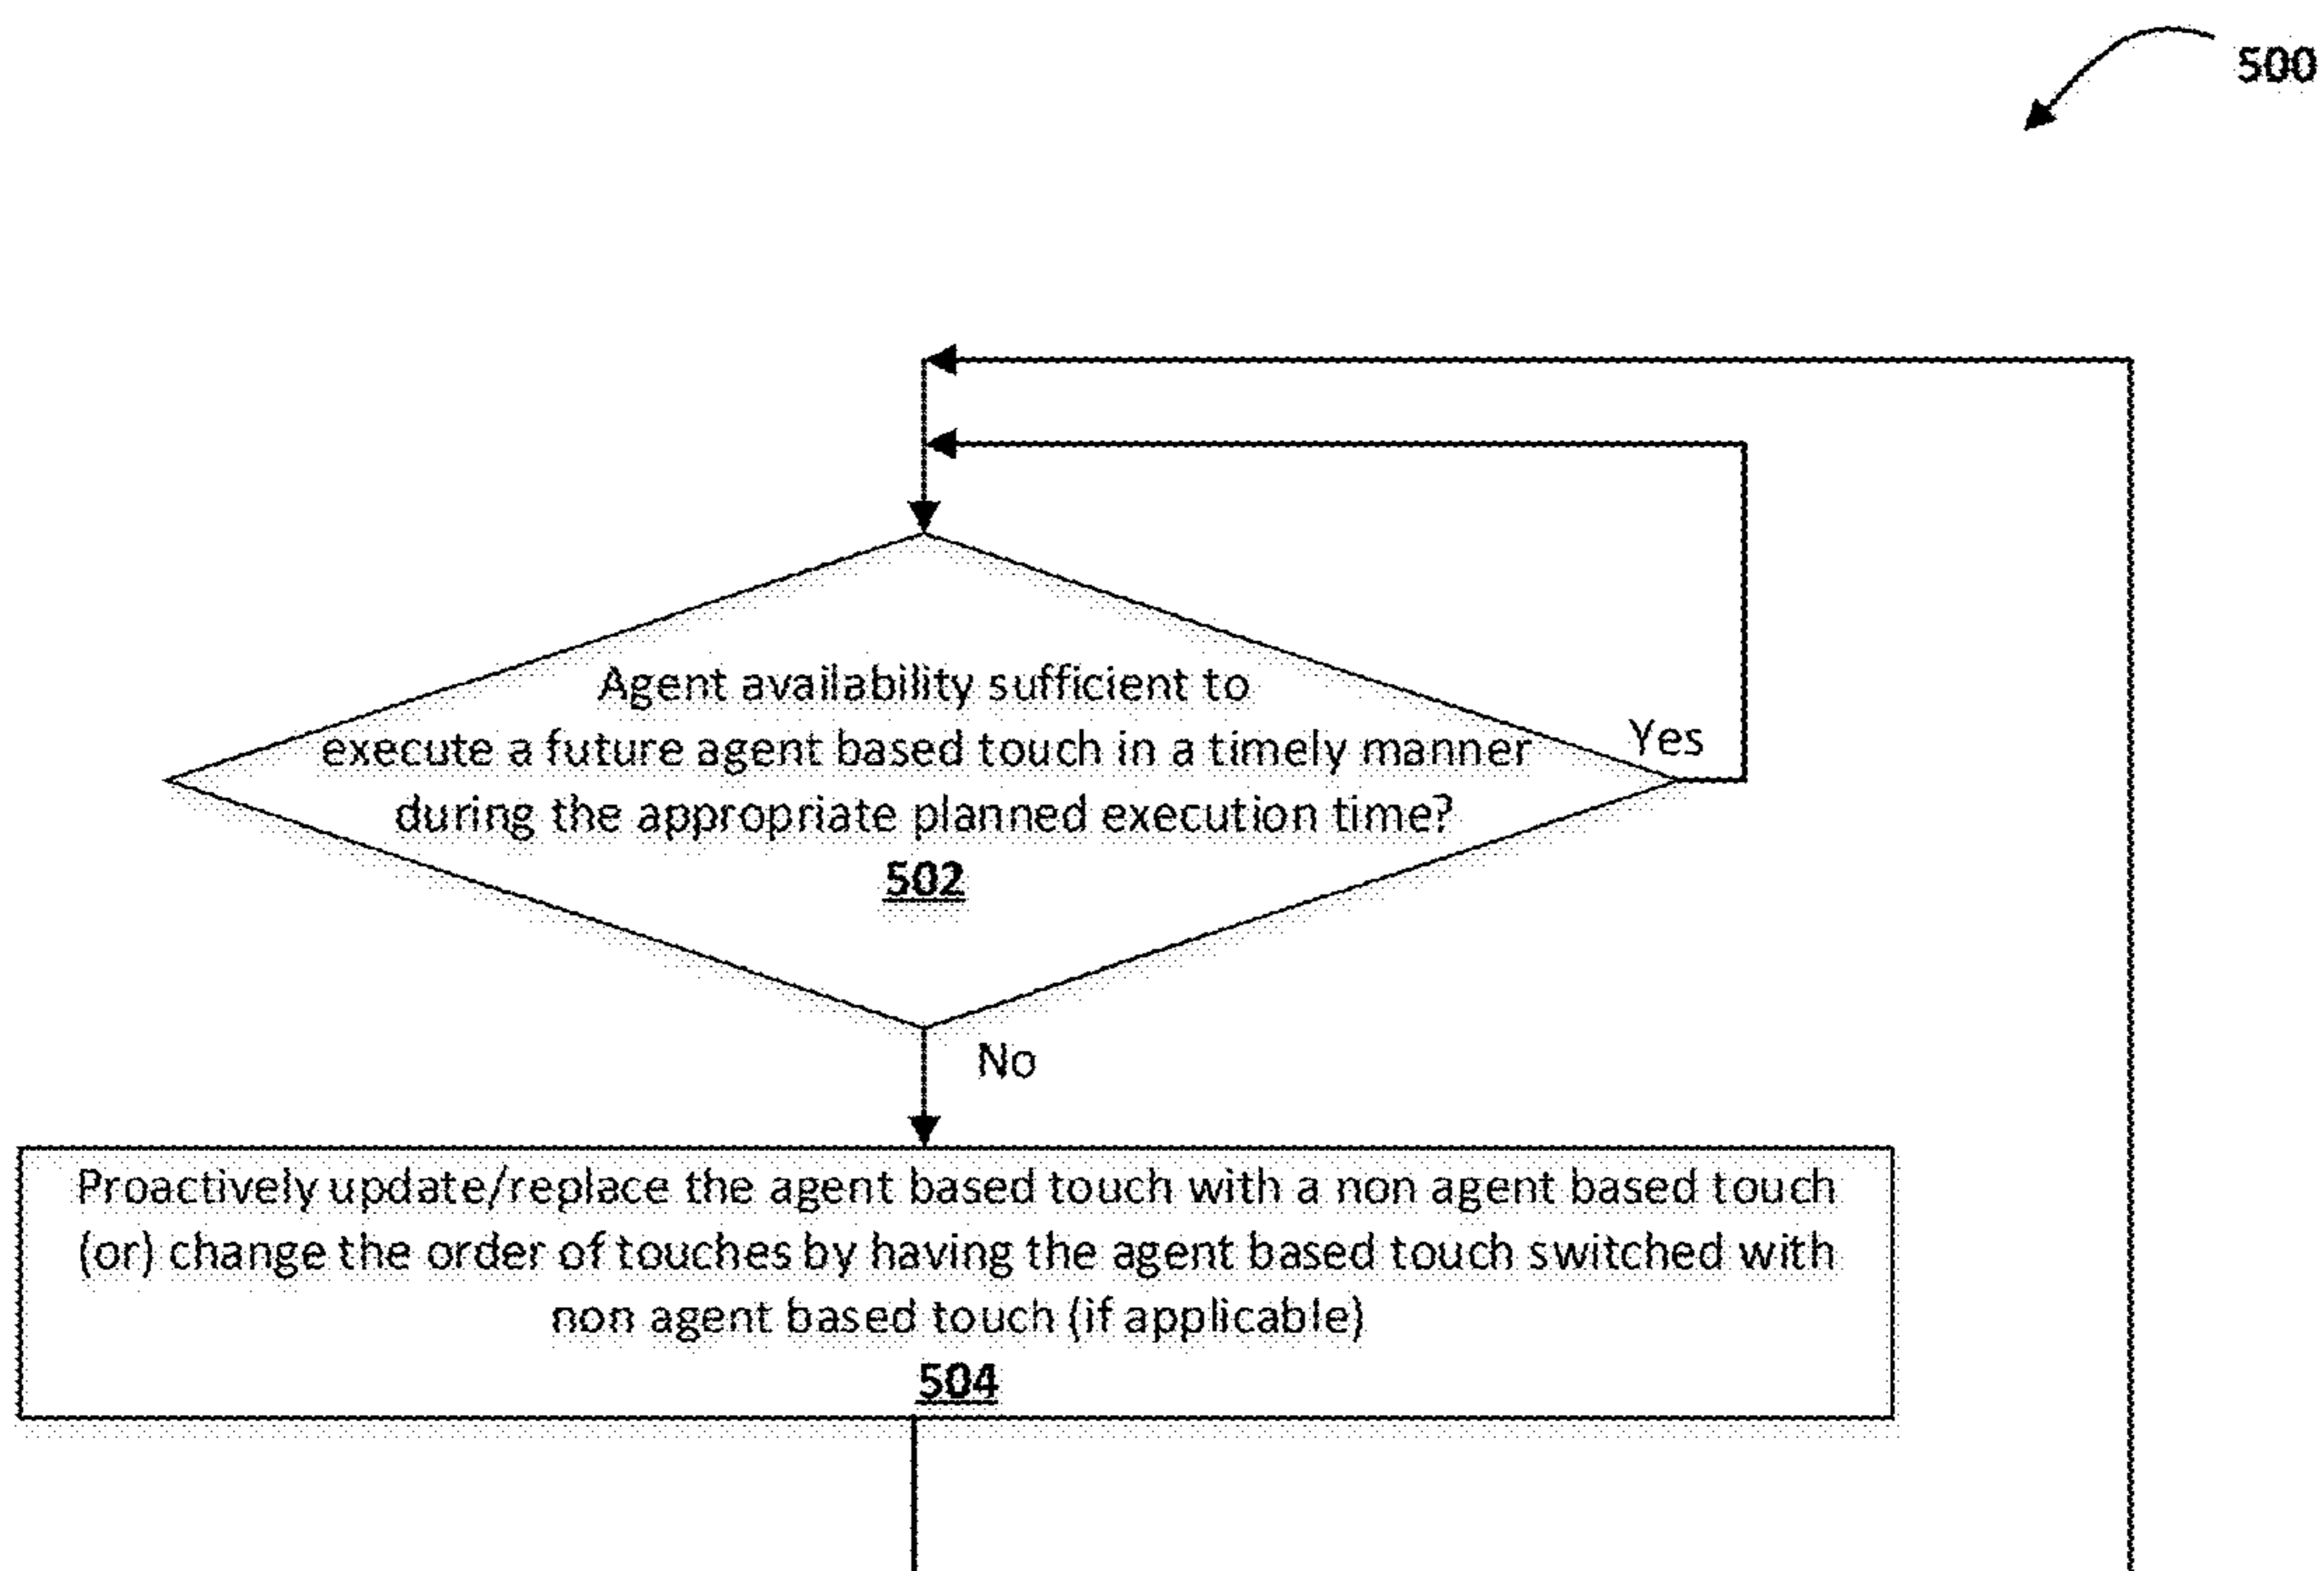 500
Agent availability sufficient to
execute a future agent based touch in a timely manner
during the appropriate planned execution time?
502
Yes
No
Proactively update/replace the agent based touch with a non agent based touch
(or) change the order of touches by having the agent based touch switched with
non agent based touch (if applicable)
504